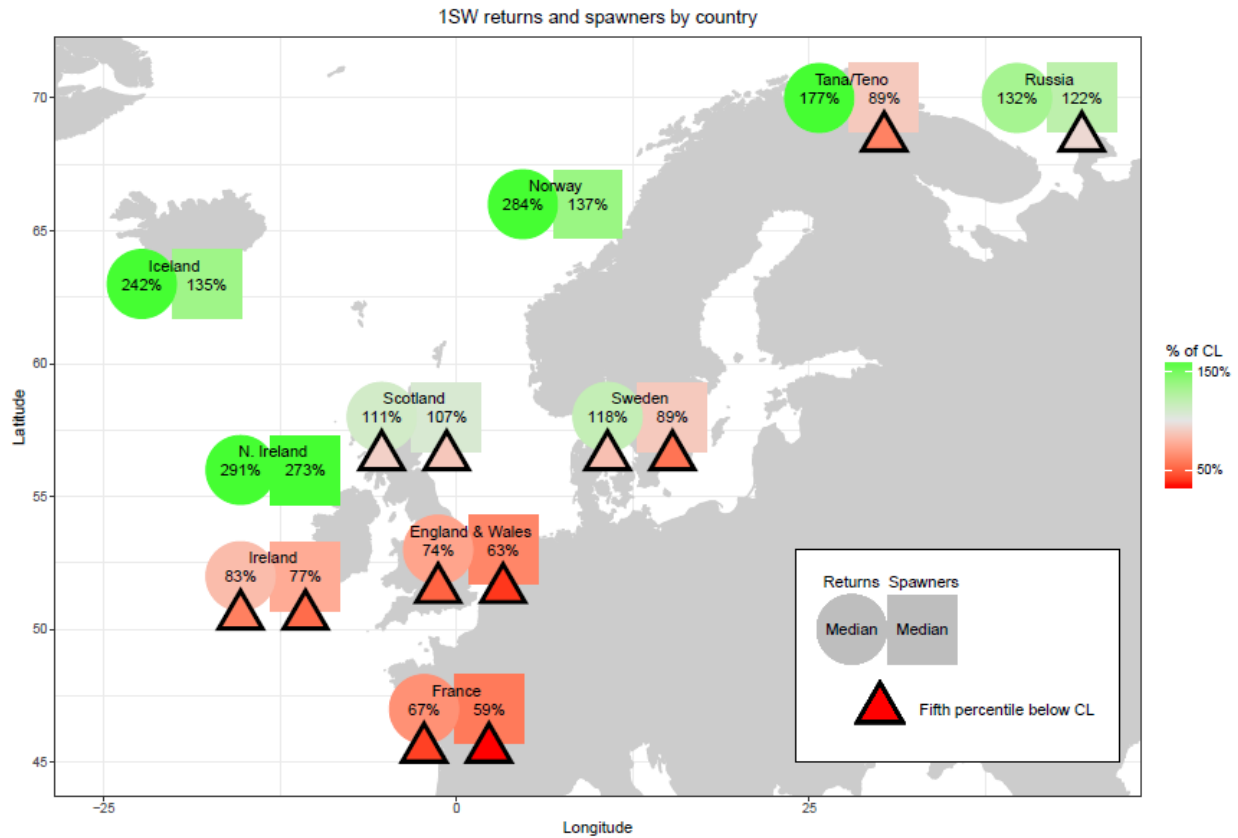 1SW returns and spawners by country
Tana/Teno
177% 89%
Russia
132% 122%
Norway
284% 137%
Iceland
242% 135%
Scotland
111% 107%
Sweden
118% 89%
N. Ireland
291% 273%
England & Wales
74% 63%
Ireland
83% 77%
France
67% 59%
70
65
60
55
50
45
Latitude
−25
0
25
Longitude
Returns Spawners
Median Median
Fifth percentile below CL
% of CL
150%
50%